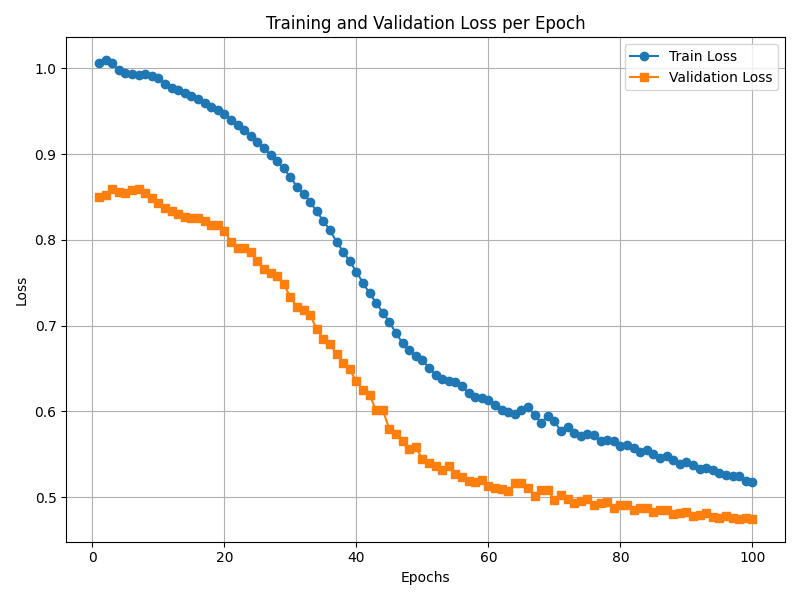 Training and Validation Loss per Epoch
Train Loss
Validation Loss
1.0
0.9
0.8
0.7
0.6
0.5
Loss
0 20 40 60 80 100
Epochs